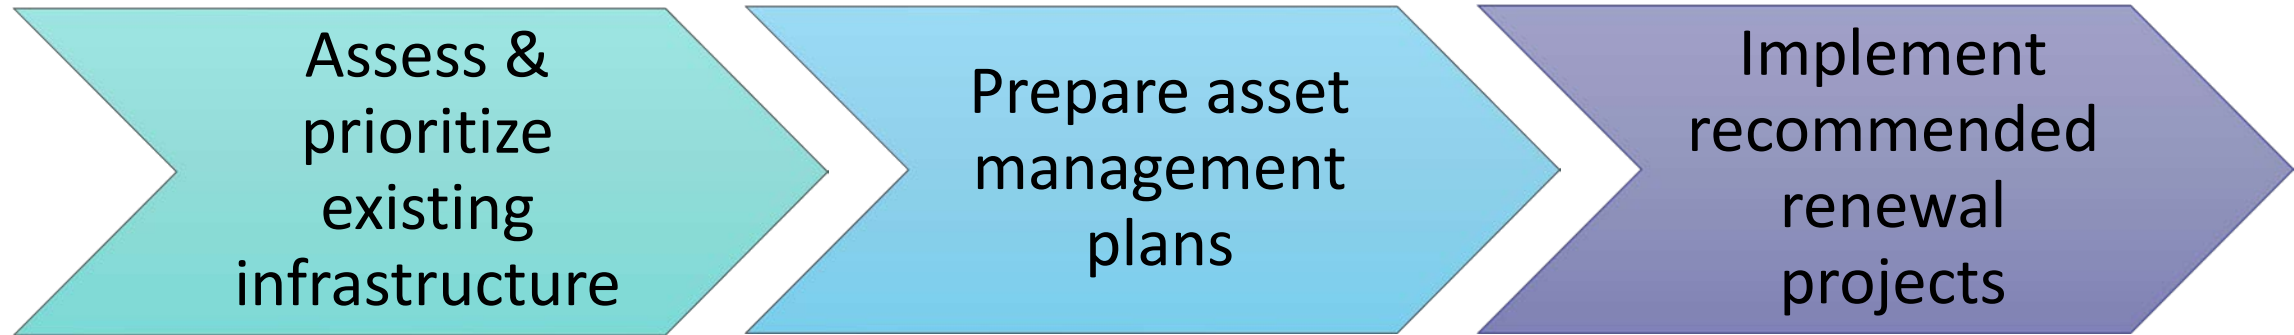 Assess &
prioritize
existing
infrastructure
Prepare asset
management
plans
Implement
recommended
renewal
projects